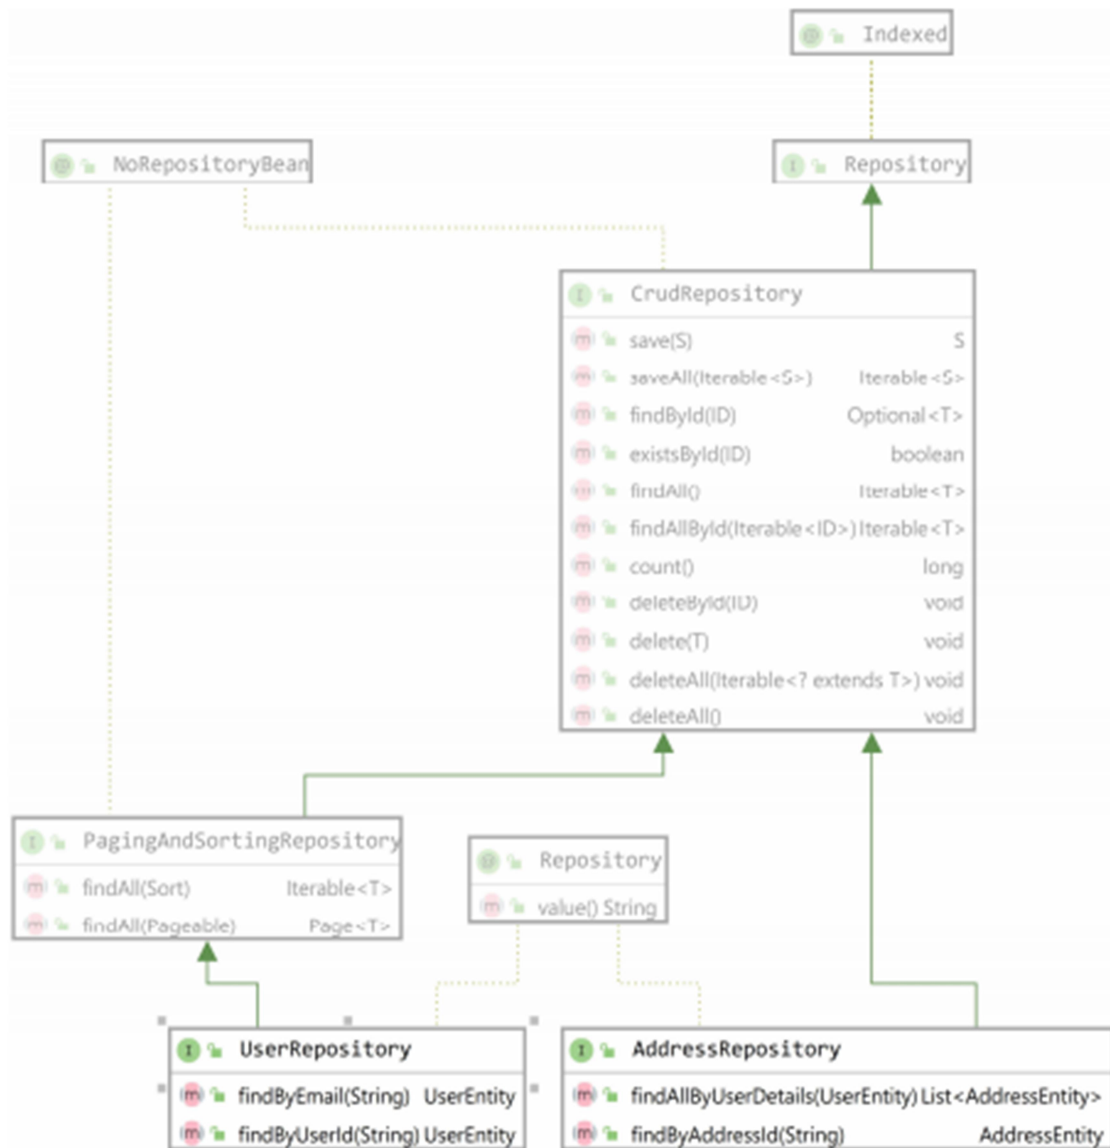 Indexed
NoRepositoryBean
Repository
CrudRepository
save(S) S
saveAll(Iterable<S>) Iterable<S>
findById(ID) Optional<T>
existsById(ID) boolean
findAll() Iterable<T>
findAllById(Iterable<ID>) Iterable<T>
count() long
deleteById(ID) void
delete(T) void
deleteAll(Iterable<? extends T>) void
deleteAll() void
PagingAndSortingRepository
findAll(Sort) Iterable<T>
findAll(Pageable) Page<T>
Repository
value() String
UserRepository
findByEmail(String) UserEntity
findByUserId(String) UserEntity
AddressRepository
findAllByUserDetails(UserEntity) List<AddressEntity>
findByAddressId(String) AddressEntity